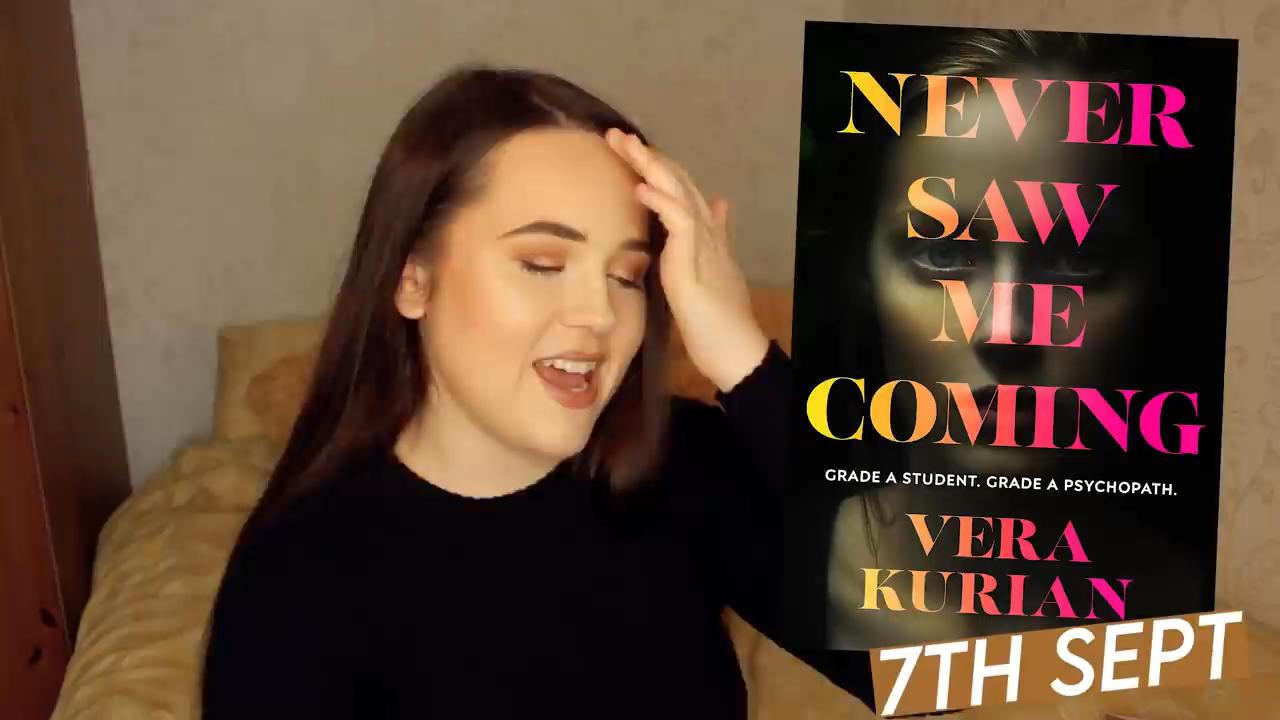 NEVER
SAW
ME
COMING
GRADE A STUDENT. GRADE A PSYCHOPATH.
VERA
KURIAN
7TH SEPT